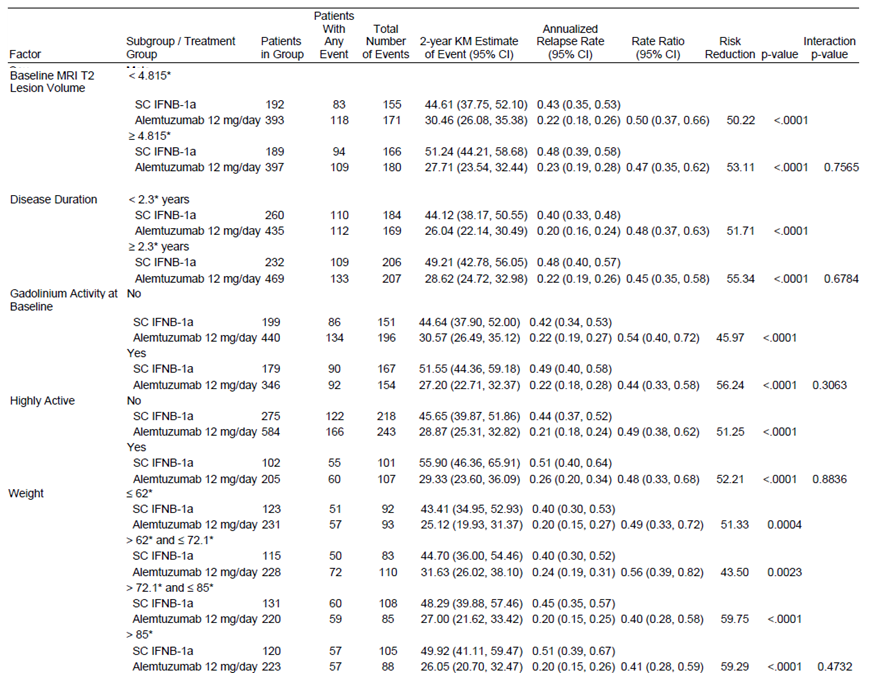 Factor Subgroup / Treatment Group Patients in Group Patients With Any Event Total Number of Events 2-year KM Estimate of Event (95% CI) Annualized Relapse Rate (95% CI) Rate Ratio (95% CI) Risk Reduction p-value Interaction p-value
Baseline MRI T2 Lesion Volume < 4.815*
SC IFNB-1a 192 83 155 44.61 (37.75, 52.10) 0.43 (0.35, 0.53)
Alemtuzumab 12 mg/day 393 118 171 30.46 (26.08, 35.38) 0.22 (0.18, 0.26) 0.50 (0.37, 0.66) 50.22 <.0001
≥ 4.815*
SC IFNB-1a 189 94 166 51.24 (44.21, 58.68) 0.48 (0.39, 0.58)
Alemtuzumab 12 mg/day 397 109 180 27.71 (23.54, 32.44) 0.23 (0.19, 0.28) 0.47 (0.35, 0.62) 53.11 <.0001 0.7565
Disease Duration < 2.3* years
SC IFNB-1a 260 110 184 44.12 (38.17, 50.55) 0.40 (0.33, 0.48)
Alemtuzumab 12 mg/day 435 112 169 26.04 (22.14, 30.49) 0.20 (0.16, 0.24) 0.48 (0.37, 0.63) 51.71 <.0001
≥ 2.3* years
SC IFNB-1a 232 109 206 49.21 (42.78, 56.05) 0.48 (0.40, 0.57)
Alemtuzumab 12 mg/day 469 133 207 28.62 (24.72, 32.98) 0.22 (0.19, 0.26) 0.45 (0.35, 0.58) 55.34 <.0001 0.6784
Gadolinium Activity at Baseline No
SC IFNB-1a 199 86 151 44.64 (37.90, 52.00) 0.42 (0.34, 0.53)
Alemtuzumab 12 mg/day 440 134 196 30.57 (26.49, 35.12) 0.22 (0.19, 0.27) 0.54 (0.40, 0.72) 45.97 <.0001
Yes
SC IFNB-1a 179 90 167 51.55 (44.36, 59.18) 0.49 (0.40, 0.58)
Alemtuzumab 12 mg/day 346 92 154 27.20 (22.71, 32.37) 0.22 (0.18, 0.28) 0.44 (0.33, 0.58) 56.24 <.0001 0.3063
Highly Active No
SC IFNB-1a 275 122 218 45.65 (39.87, 51.86) 0.44 (0.37, 0.52)
Alemtuzumab 12 mg/day 584 166 243 28.87 (25.31, 32.82) 0.21 (0.18, 0.24) 0.49 (0.38, 0.62) 51.25 <.0001
Yes
SC IFNB-1a 102 55 101 55.90 (46.36, 65.91) 0.51 (0.40, 0.64)
Alemtuzumab 12 mg/day 205 60 107 29.33 (23.60, 36.09) 0.26 (0.20, 0.34) 0.48 (0.33, 0.68) 52.21 <.0001 0.8836
Weight ≤ 62*
SC IFNB-1a 123 51 92 43.41 (34.95, 52.93) 0.40 (0.30, 0.53)
Alemtuzumab 12 mg/day 231 57 93 25.12 (19.93, 31.37) 0.20 (0.15, 0.27) 0.49 (0.33, 0.72) 51.33 0.0004
> 62* and ≤ 72.1*
SC IFNB-1a 115 50 83 44.70 (36.00, 54.46) 0.40 (0.30, 0.52)
Alemtuzumab 12 mg/day 228 72 110 31.63 (26.02, 38.10) 0.24 (0.19, 0.31) 0.56 (0.39, 0.82) 43.50 0.0023
> 72.1* and ≤ 85*
SC IFNB-1a 131 60 108 48.29 (39.88, 57.46) 0.45 (0.35, 0.57)
Alemtuzumab 12 mg/day 220 59 85 27.00 (21.62, 33.42) 0.20 (0.15, 0.25) 0.40 (0.28, 0.58) 59.75 <.0001
> 85*
SC IFNB-1a 120 57 105 49.92 (41.11, 59.47) 0.51 (0.39, 0.67)
Alemtuzumab 12 mg/day 223 57 88 26.05 (20.70, 32.47) 0.20 (0.15, 0.26) 0.41 (0.28, 0.59) 59.29 <.0001 0.4732